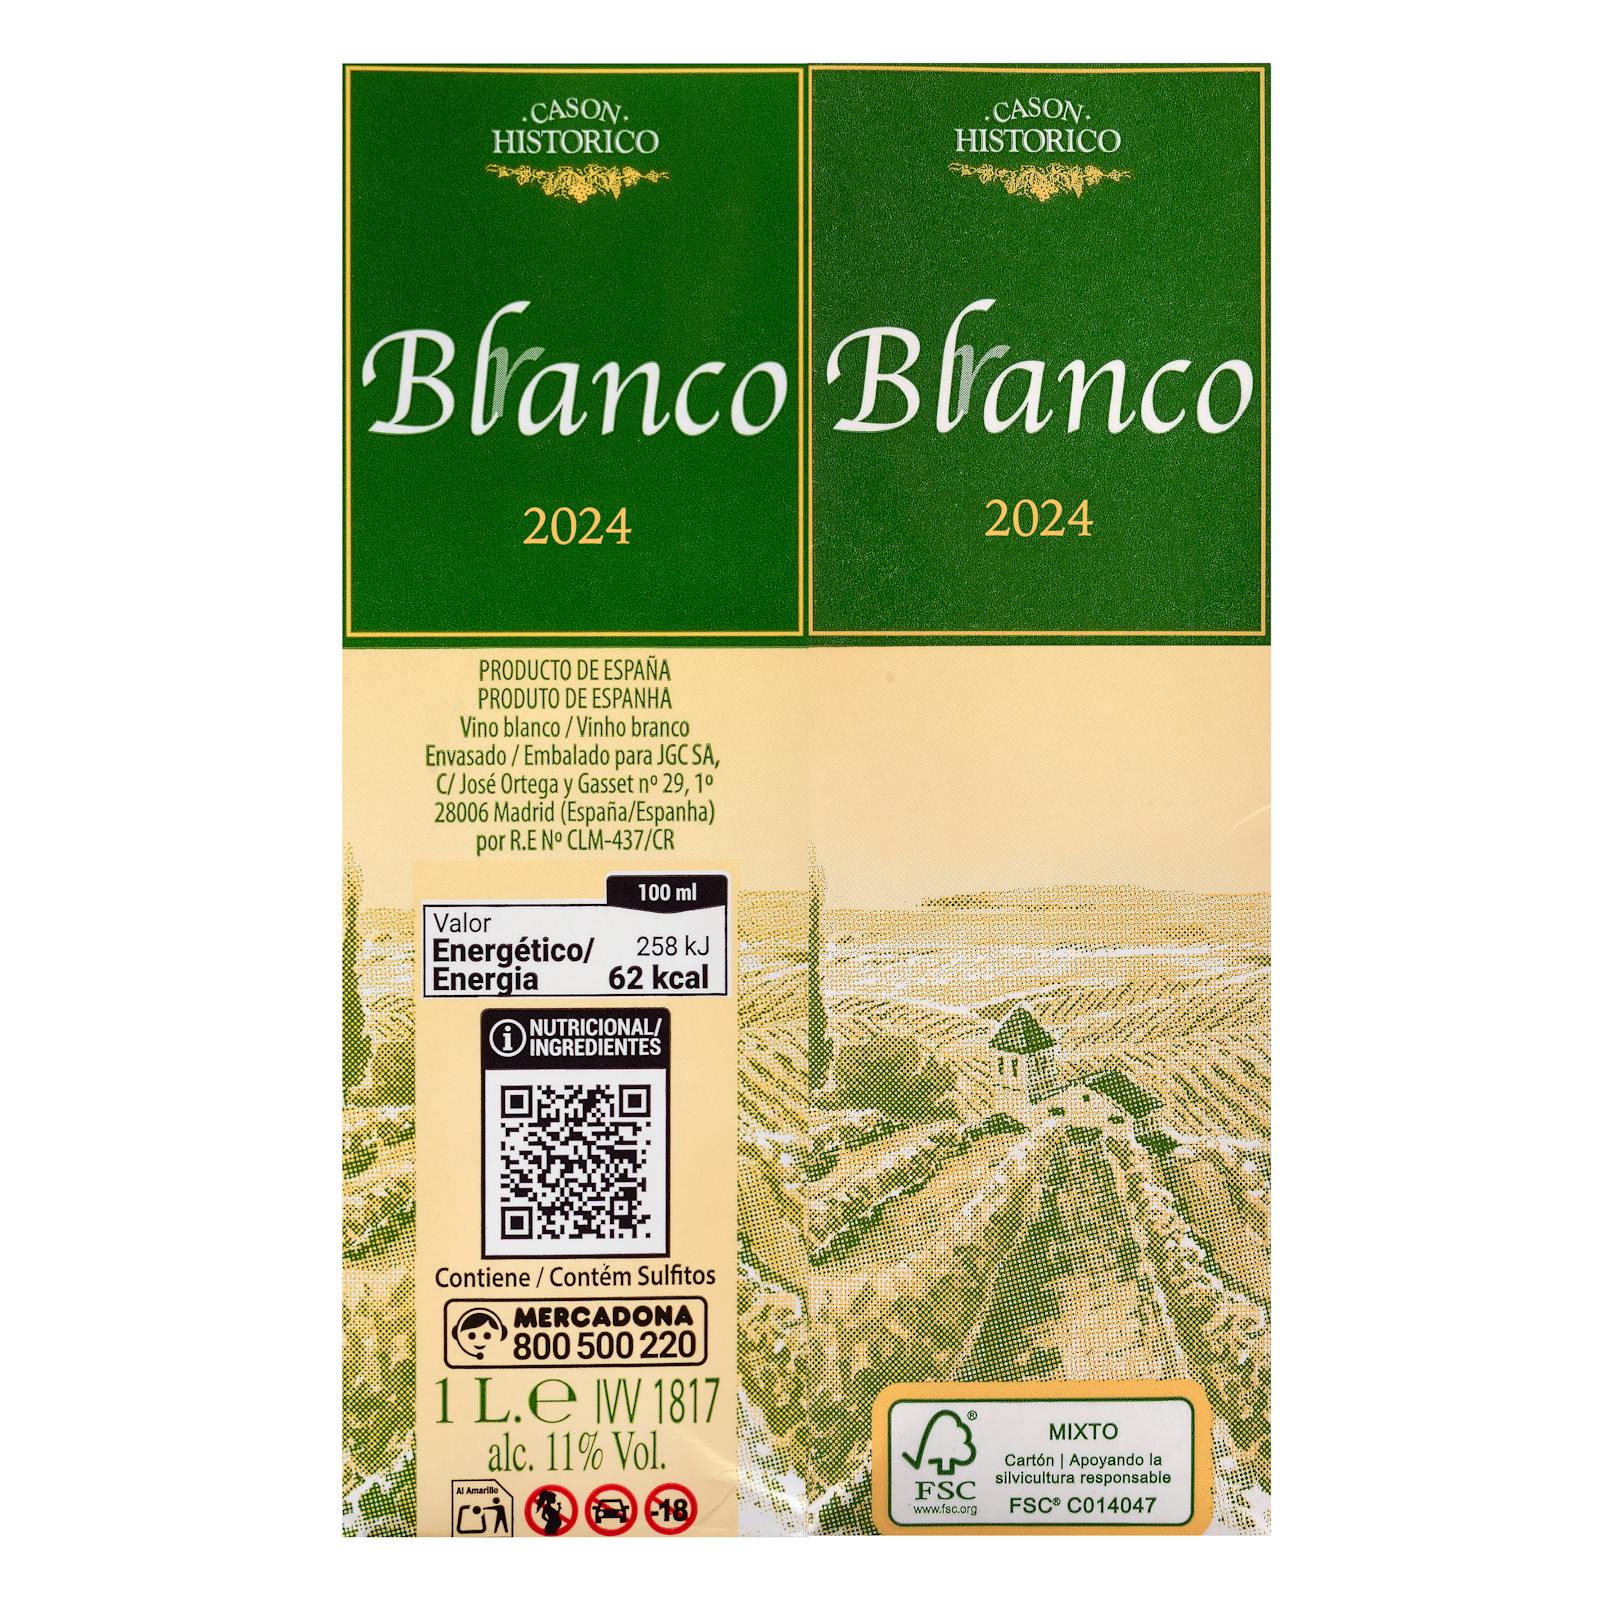 CASON
HISTORICO
Blranco
2024
PRODUCTO DE ESPAÑA
PRODUTO DE ESPANHA
Vino blanco / Vinho branco
Envasado / Embalado para JGC SA,
C/ José Ortega y Gasset nº 29, 1º
28006 Madrid (España/Espanha)
por R.E Nº CLM-437/CR
100 ml
Valor
Energético/ 258 kJ
Energia 62 kcal
NUTRICIONAL/
INGREDIENTES
Contiene / Contém Sulfitos
MERCADONA
800 500 220
1 L.e IVV 1817
alc. 11% Vol.
Al Amarillo
-18
·CASON·
HISTORICO
Blranco
2024
MIXTO
Cartón | Apoyando la
silvicultura responsable
FSC® C014047
®
FSC
www.fsc.org